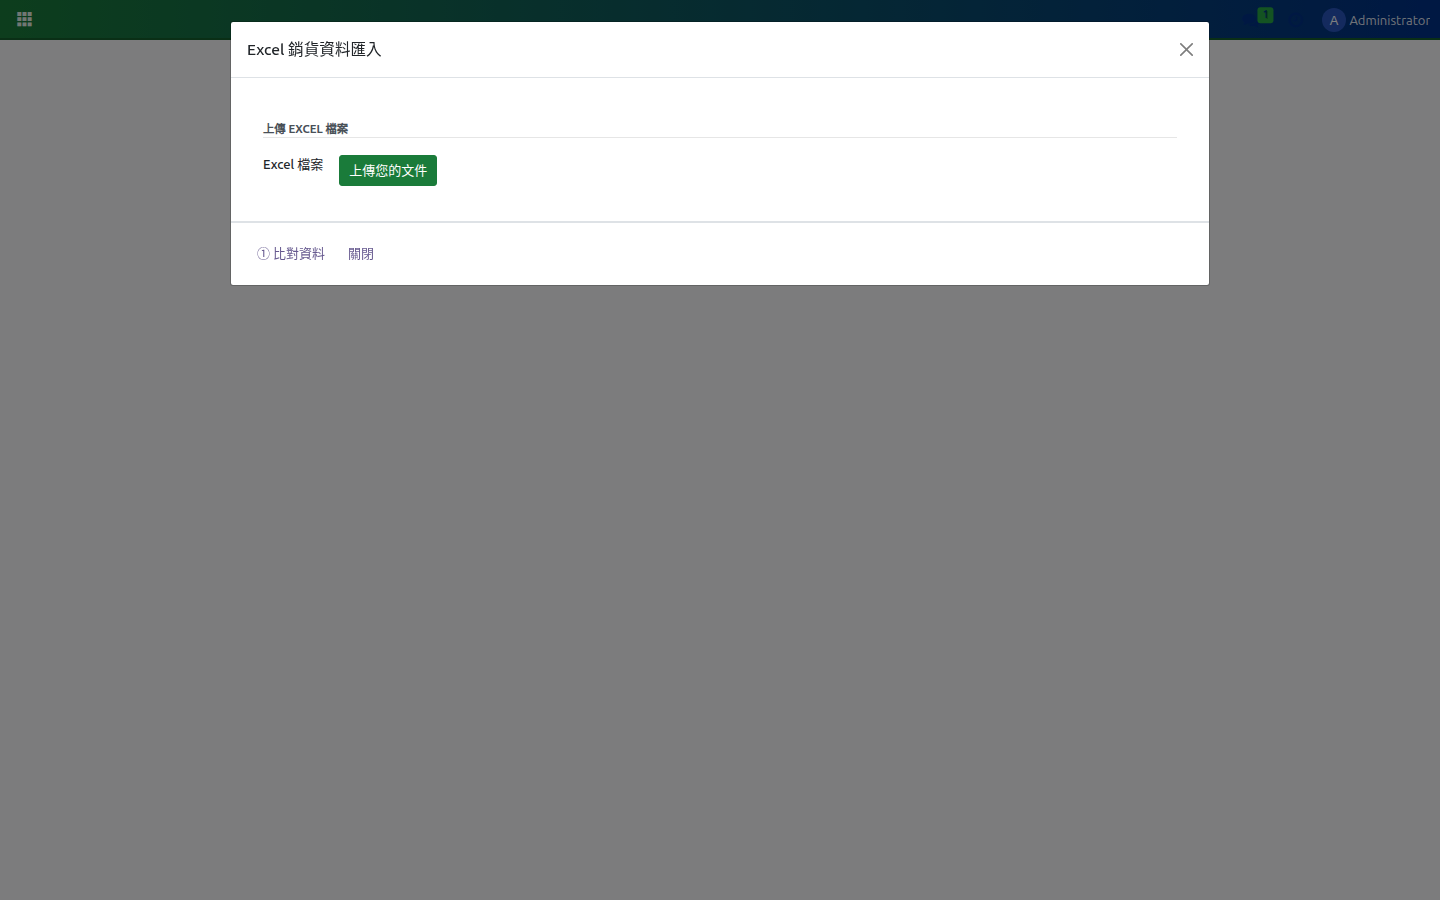 1
A Administrator
Excel 銷貨資料匯入
上傳 EXCEL 檔案
Excel 檔案 上傳您的文件
① 比對資料 關閉